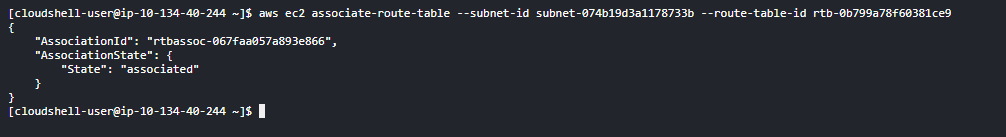 [cloudshell-user@ip-10-134-40-244 ~]$ aws ec2 associate-route-table --subnet-id subnet-074b19d3a1178733b --route-table-id rtb-0b799a78f60381ce9
{
    "AssociationId": "rtbassoc-067faa057a893e866",
    "AssociationState": {
        "State": "associated"
    }
}
[cloudshell-user@ip-10-134-40-244 ~]$